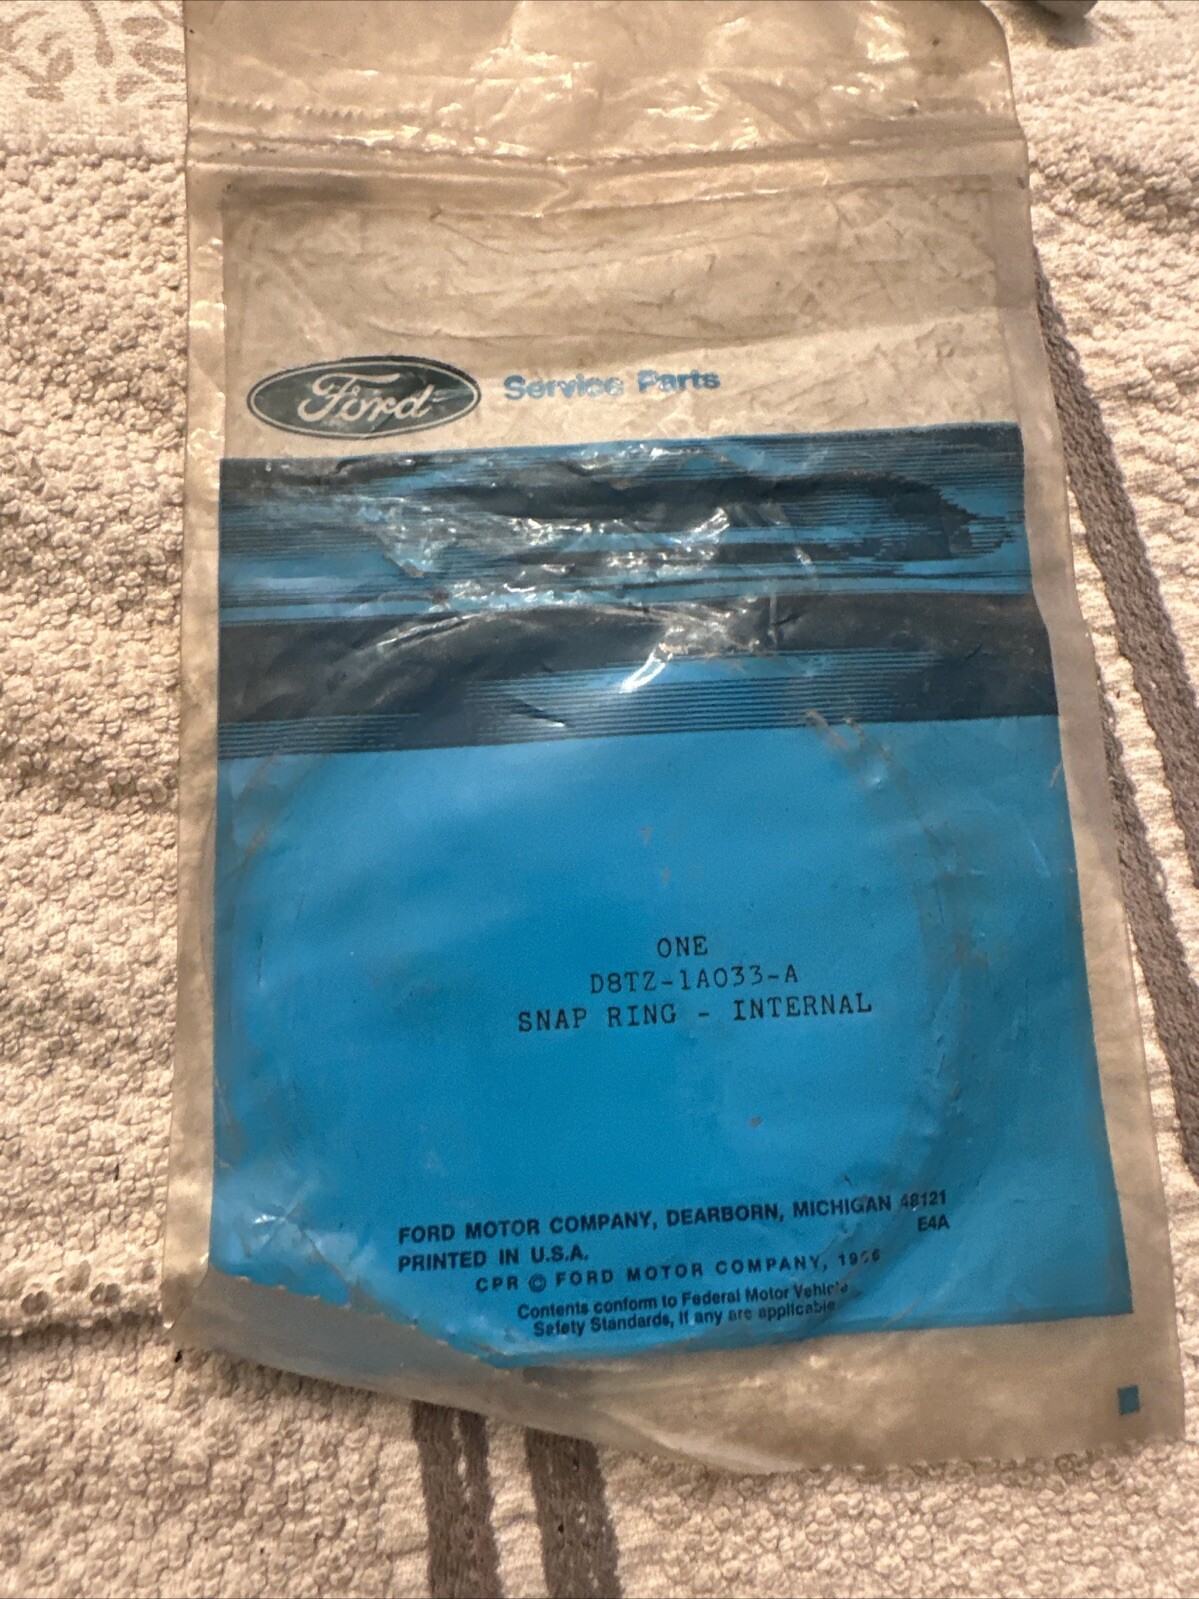 Ford Service Parts
ONE
D8TZ-1A033-A
SNAP RING - INTERNAL
FORD MOTOR COMPANY, DEARBORN, MICHIGAN 48121
E4A
PRINTED IN U.S.A.
CPR © FORD MOTOR COMPANY,
Contents conform to Federal Motor Vehicle
Safety Standards, if any are applicable